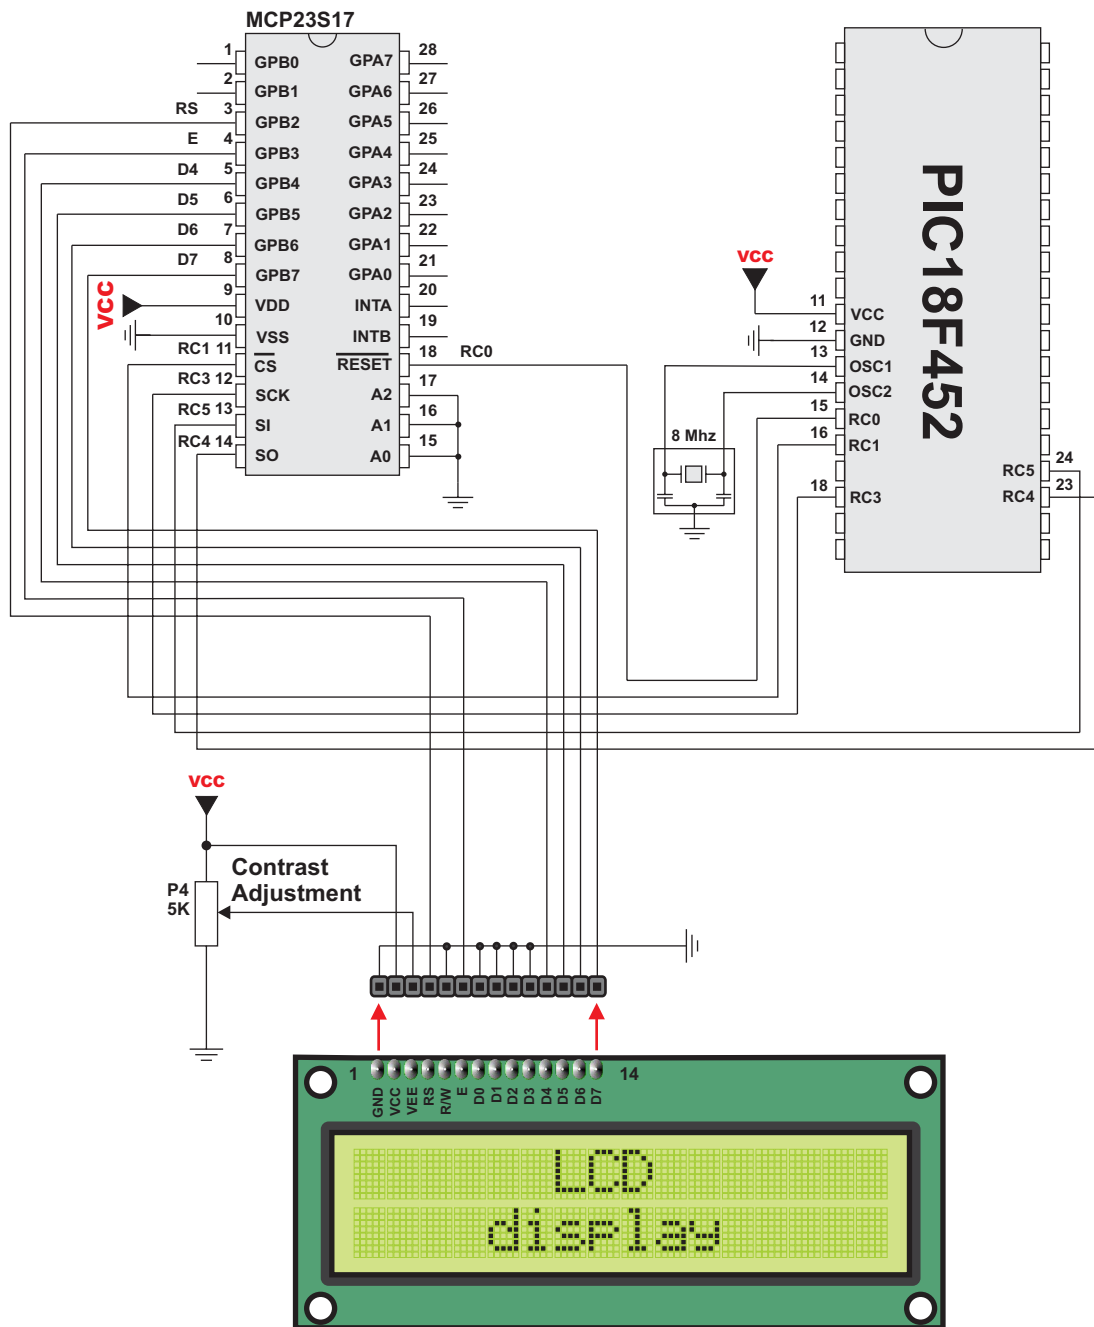 MCP23S17
1 GPB0 GPA7 28
2 GPB1 GPA6 27
RS 3 GPB2 GPA5 26
E 4 GPB3 GPA4 25
D4 5 GPB4 GPA3 24
D5 6 GPB5 GPA2 23
D6 7 GPB6 GPA1 22
D7 8 GPB7 GPA0 21
VCC 9 VDD INTA 20
10 VSS INTB 19
RC1 11 CS RESET 18 RC0
RC3 12 SCK A2 17
RC5 13 SI A1 16
RC4 14 SO A0 15
PIC18F452
vcc
11 VCC
12 GND
13 OSC1
14 OSC2
15 RC0
16 RC1
RC5 24
18 RC3 RC4 23
8 Mhz
vcc
Contrast
Adjustment
P4
5K
1 14
GND VCC VEE RS R/W E D0 D1 D2 D3 D4 D5 D6 D7
LCD
display